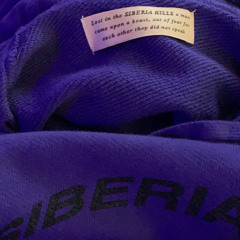 Lost in the SIBERIA HILLS a man
came upon a beast, out of fear for
each other they did not speak
SIBERIA